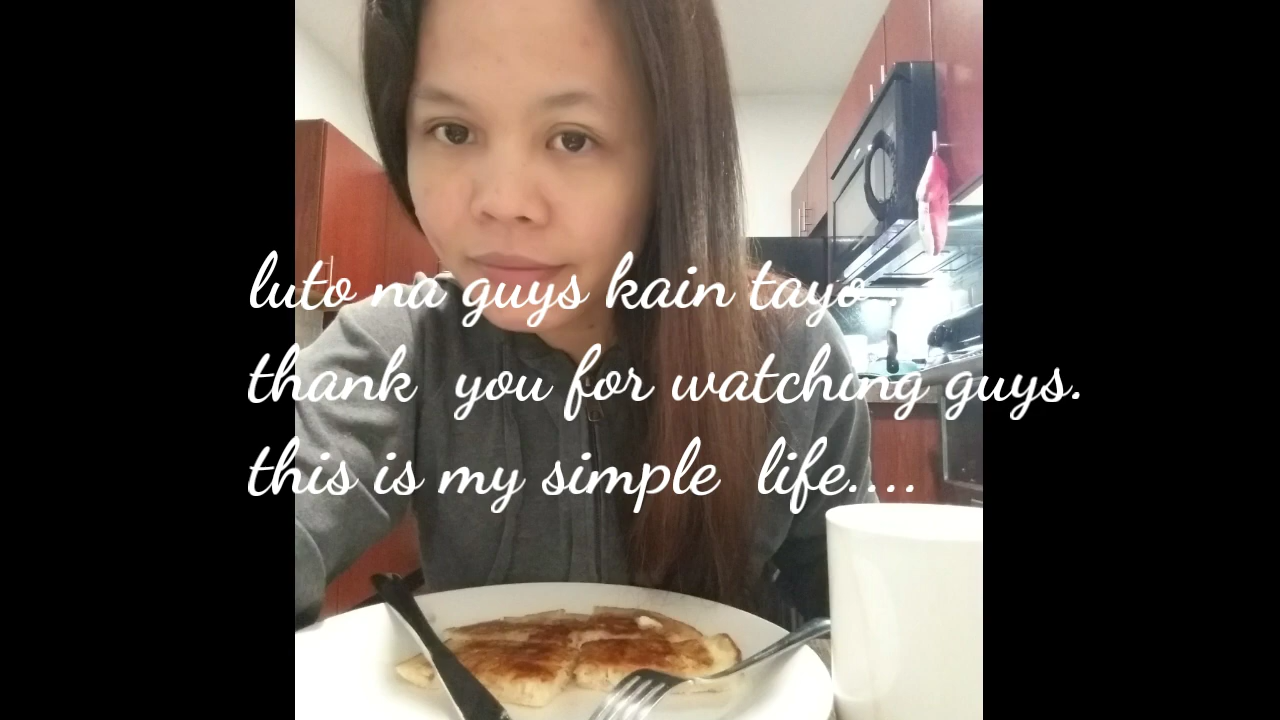 luto na guys kain tayo...
thank you for watching guys.
this is my simple life....